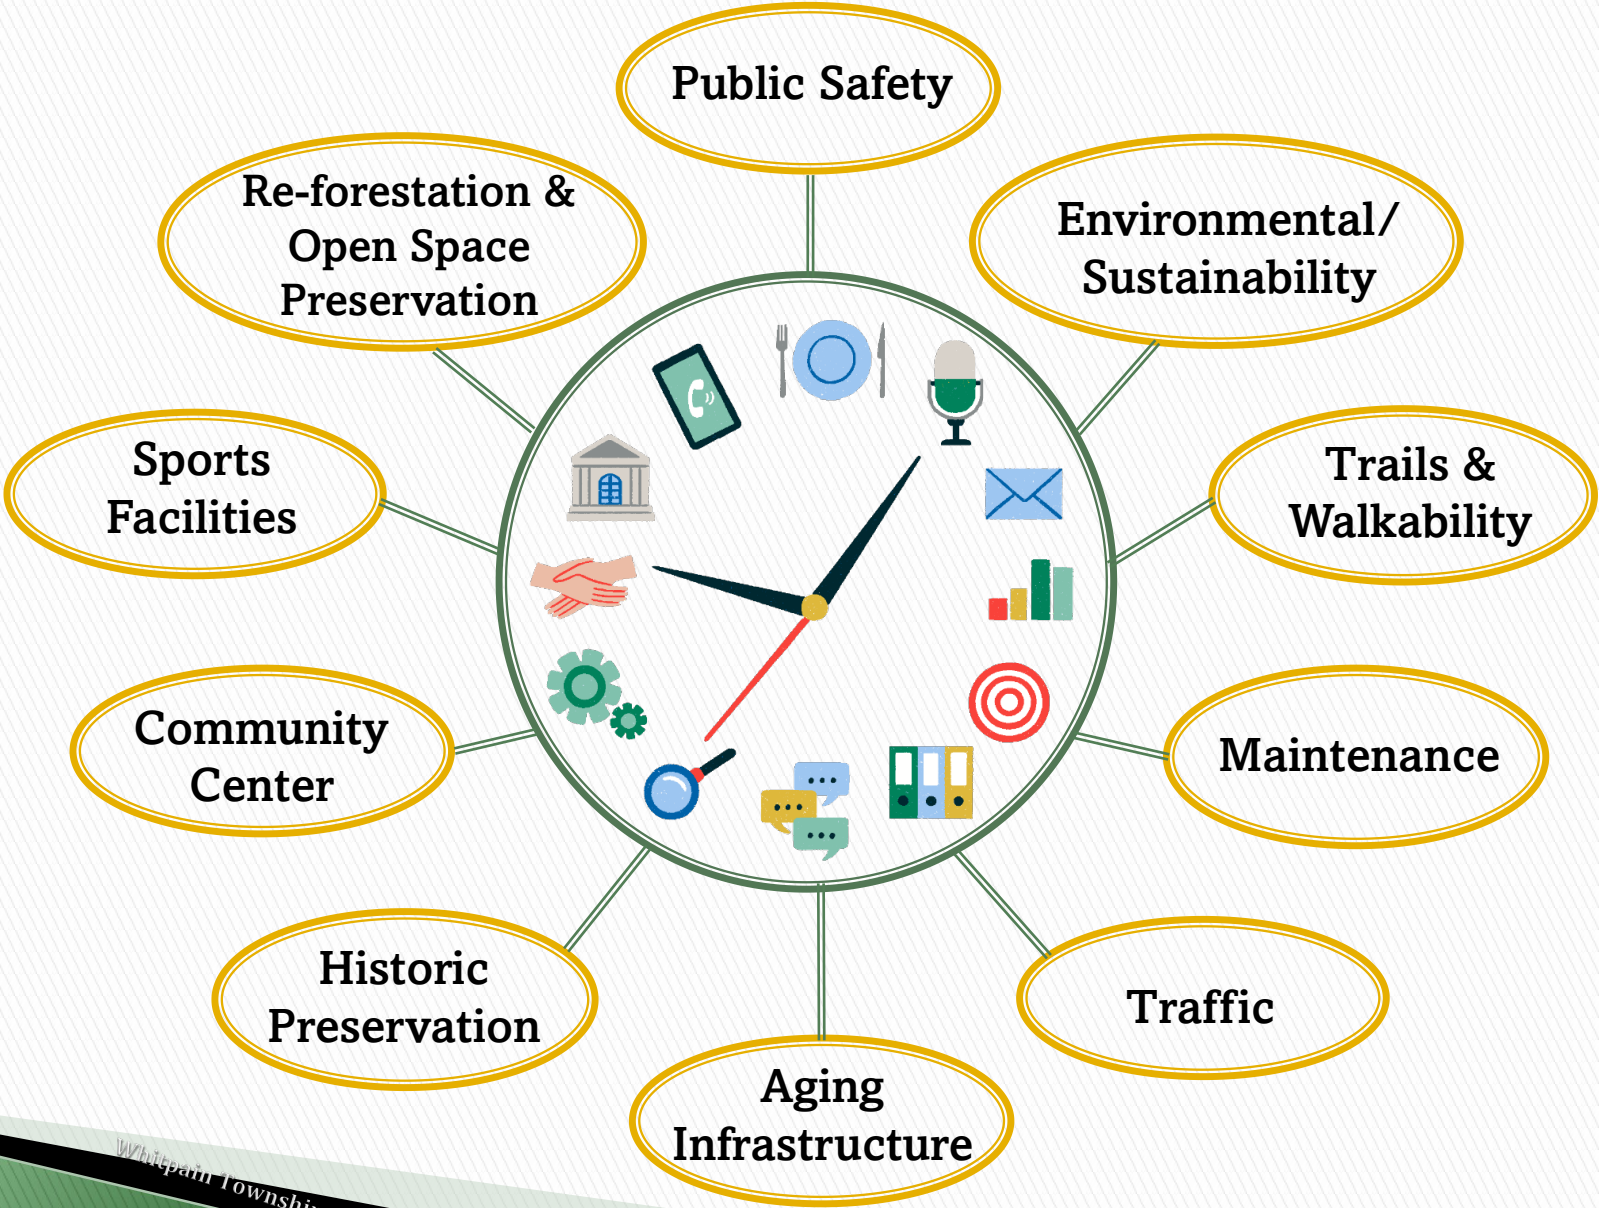 Public Safety
Re-forestation &
Open Space
Preservation
Environmental/
Sustainability
Sports
Facilities
Trails &
Walkability
Community
Center
Maintenance
Historic
Preservation
Traffic
Aging
Infrastructure
Whitpain Township